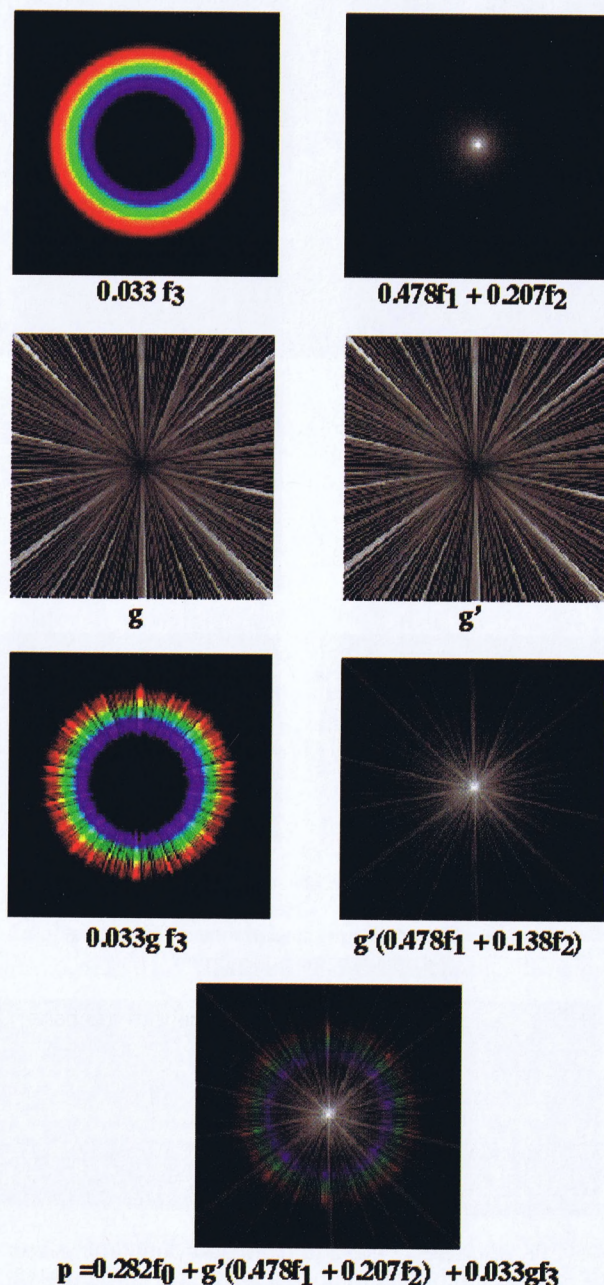 0.033 f3
0.478f1 + 0.207f2
g
g’
0.033g f3
g’(0.478f1 + 0.138f2)
p =0.282f0 + g’(0.478f1 + 0.207f2) + 0.033gf3